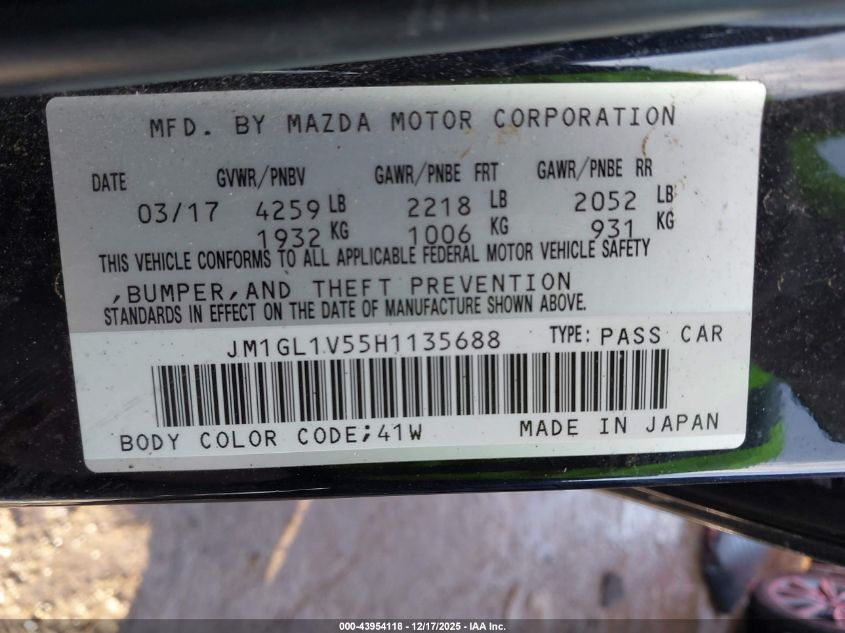 MFD. BY MAZDA MOTOR CORPORATION
DATE GVWR/PNBV GAWR/PNBE FRT GAWR/PNBE RR
03/17 4259 LB 2218 LB 2052 LB
1932 KG 1006 KG 931 KG
THIS VEHICLE CONFORMS TO ALL APPLICABLE FEDERAL MOTOR VEHICLE SAFETY
,BUMPER,AND THEFT PREVENTION
STANDARDS IN EFFECT ON THE DATE OF MANUFACTURE SHOWN ABOVE.
JM1GL1V55H1135688 TYPE: PASS CAR
BODY COLOR CODE;41W MADE IN JAPAN
000-43954118 - 12/17/2025 - IAA Inc.